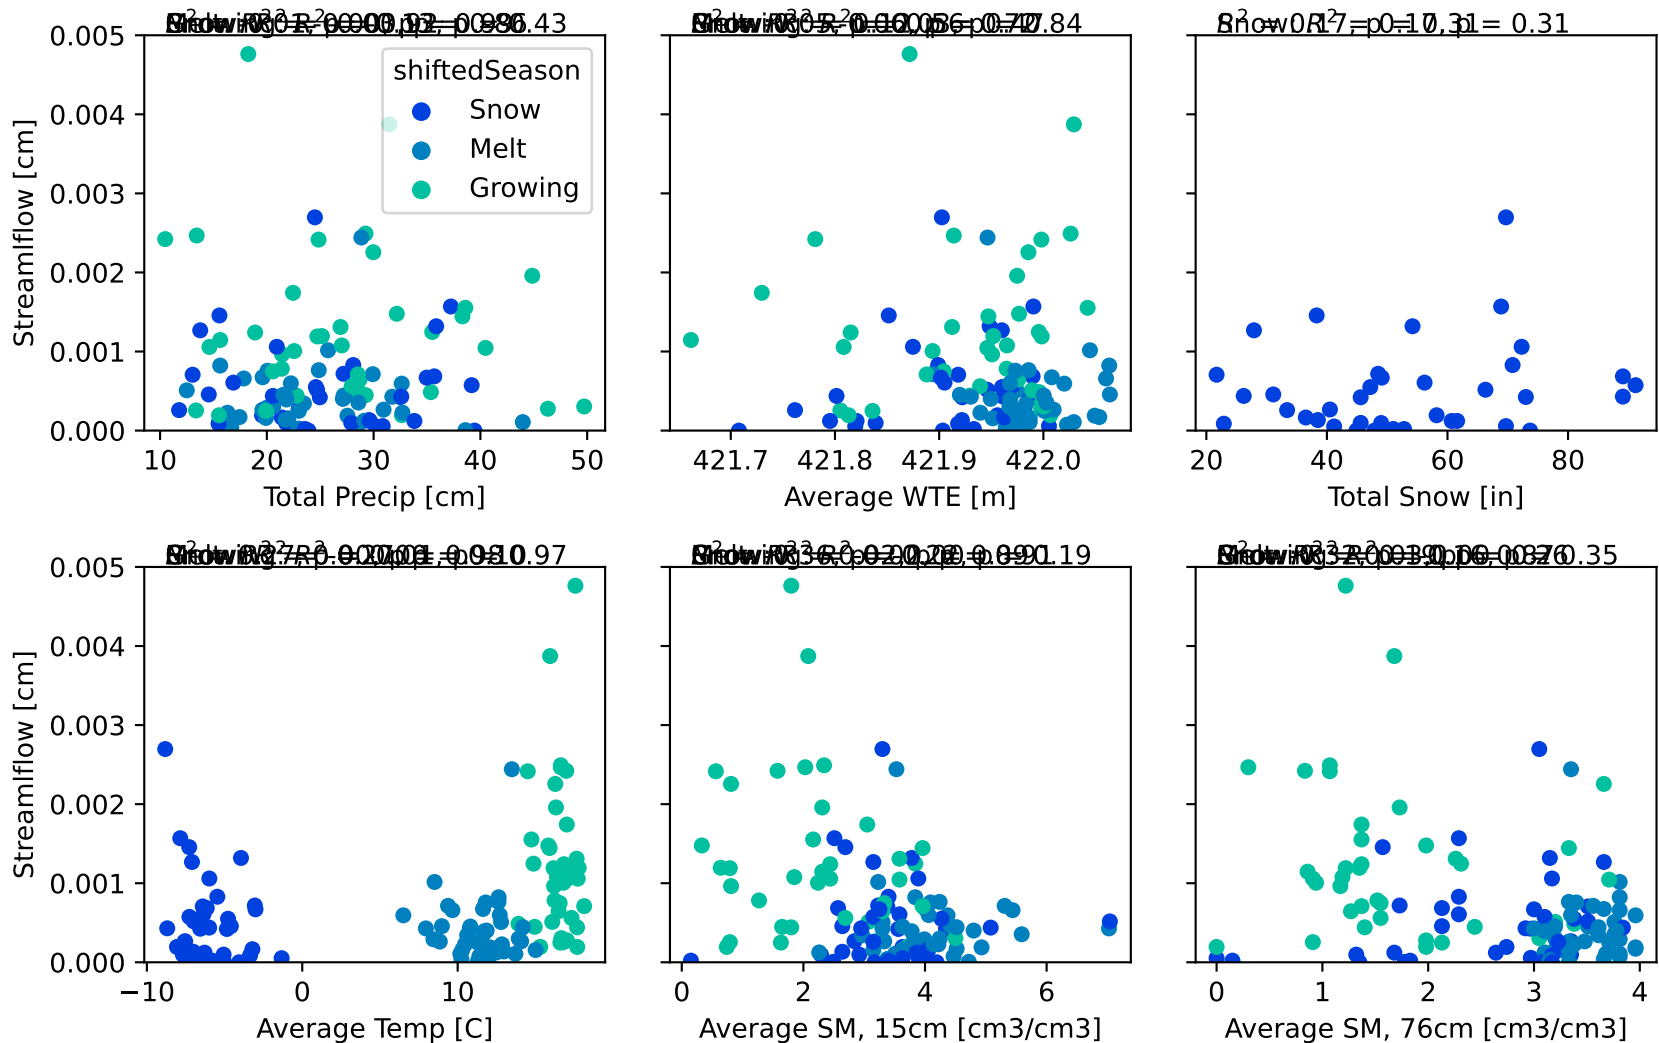 0.005
0.004
0.003
0.002
0.001
0.000
Streamlflow [cm]
shiftedSeason
Snow
Melt
Growing
10 20 30 40 50
Total Precip [cm]
421.7 421.8 421.9 422.0
Average WTE [m]
20 40 60 80
Total Snow [in]
0.005
0.004
0.003
0.002
0.001
0.000
Streamlflow [cm]
−10 0 10
Average Temp [C]
0 2 4 6
Average SM, 15cm [cm3/cm3]
0 1 2 3 4
Average SM, 76cm [cm3/cm3]